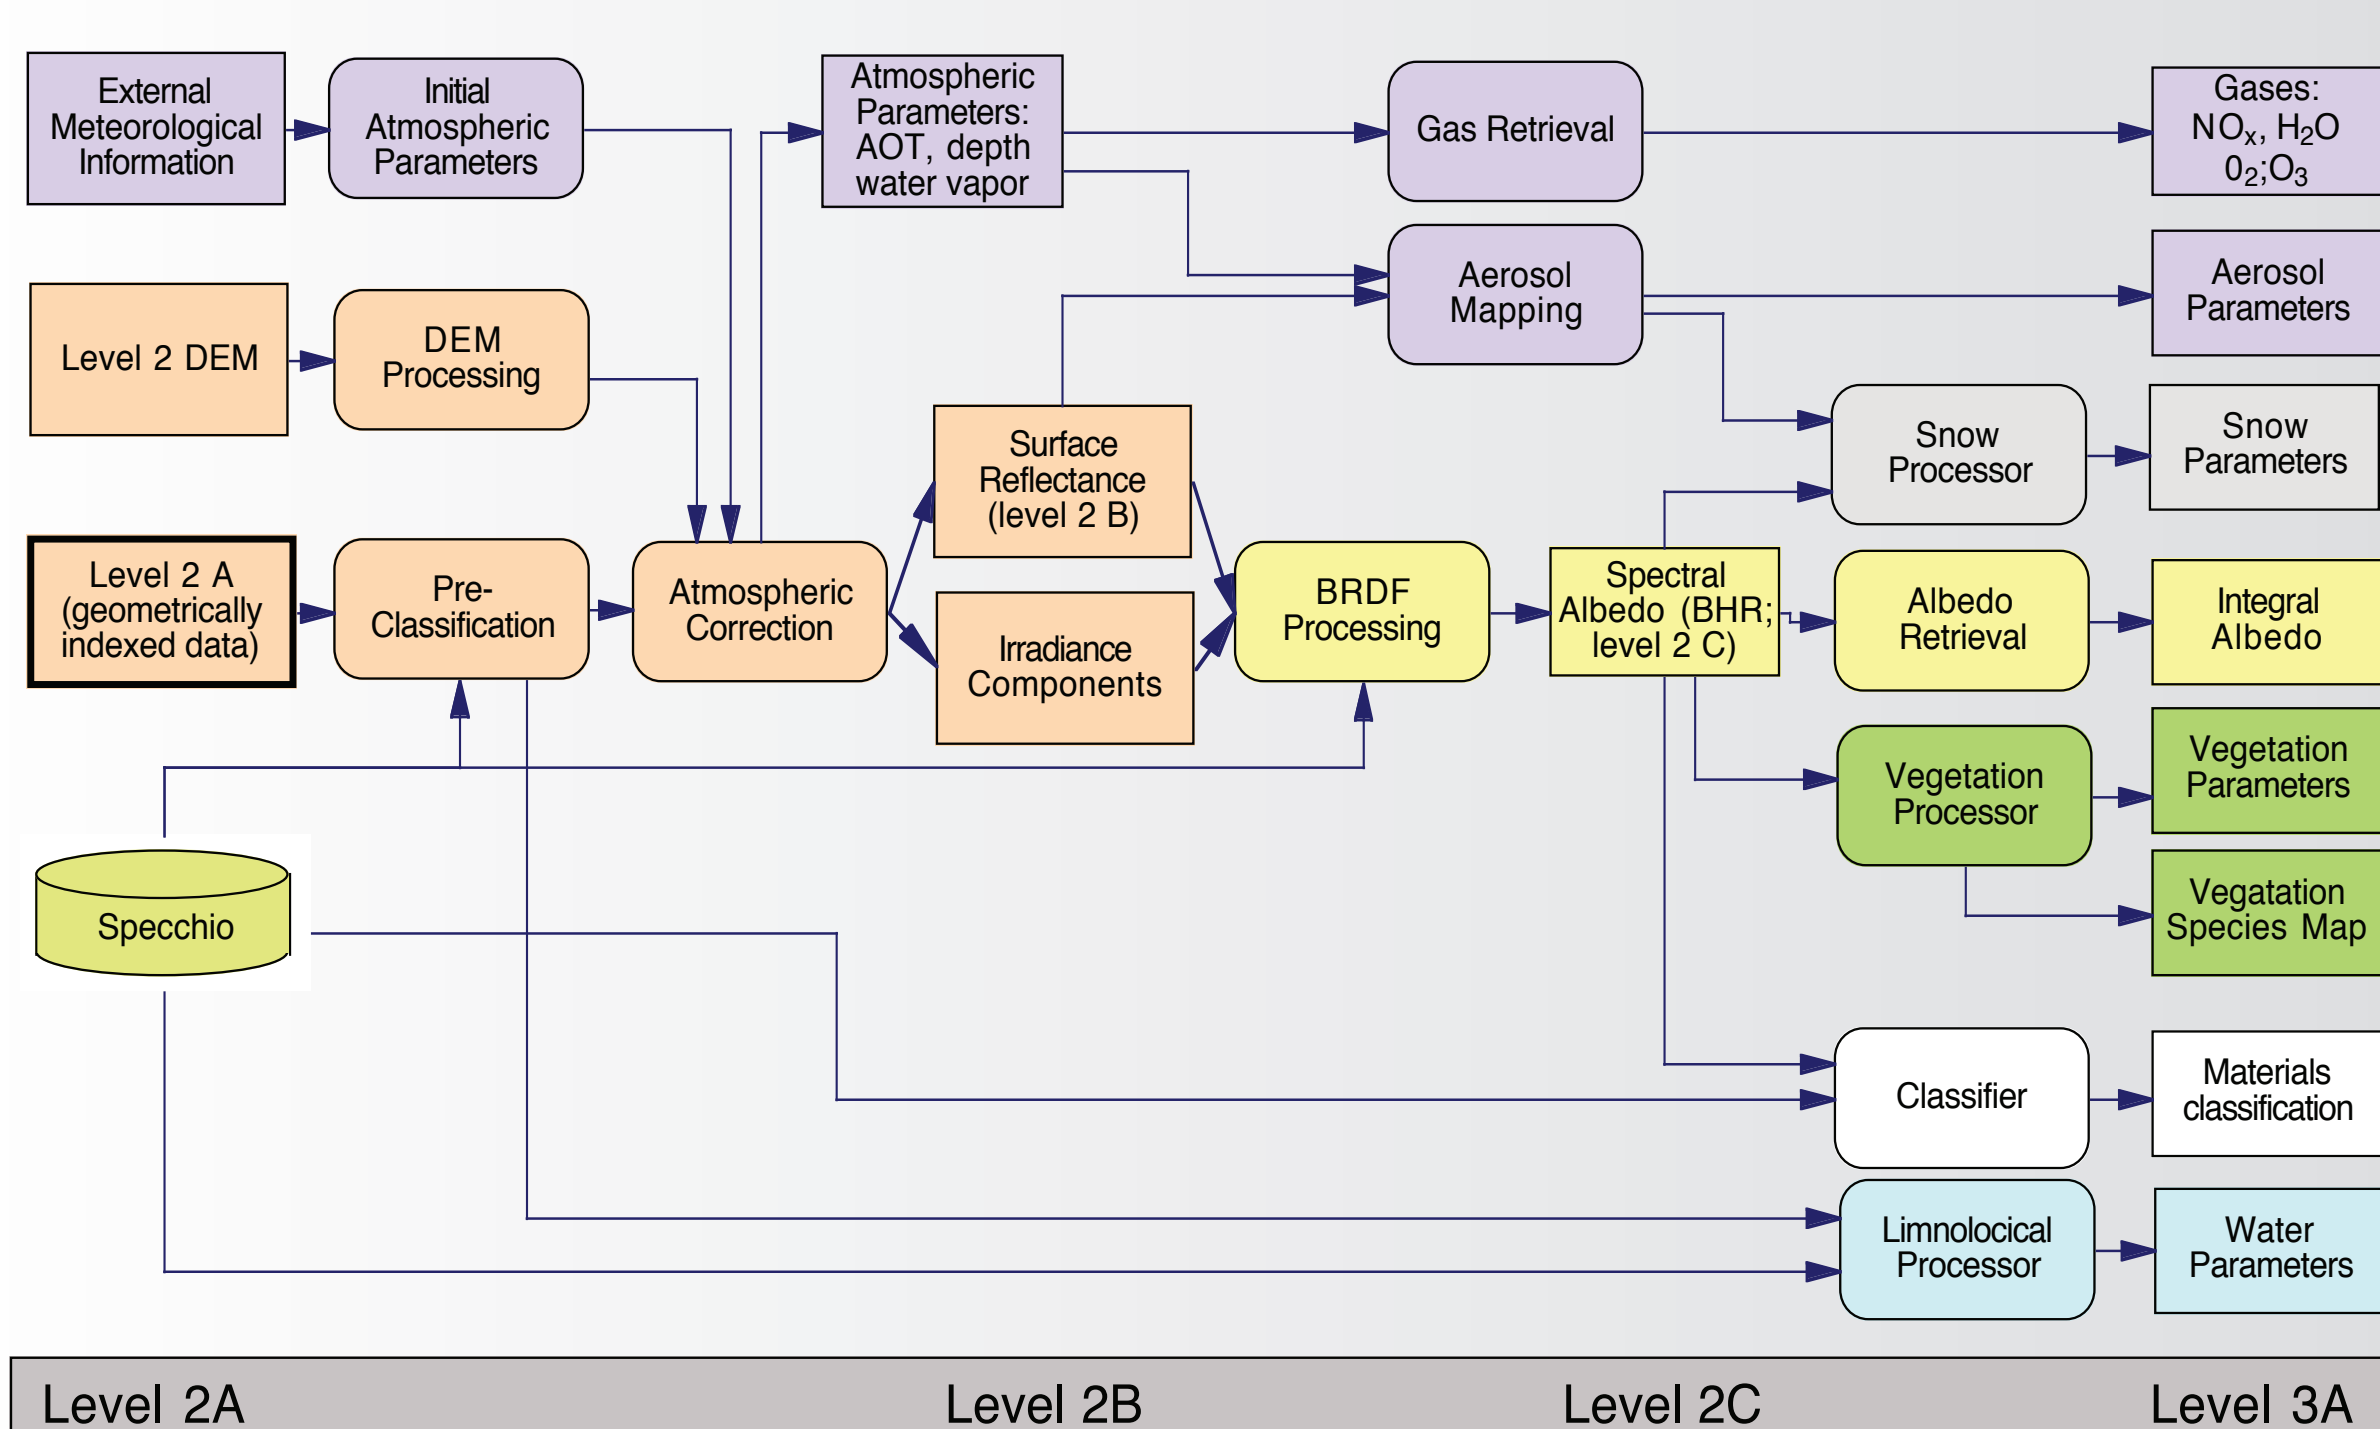 External
Meteorological
Information
Initial
Atmospheric
Parameters
Atmospheric
Parameters:
AOT, depth
water vapor
Gas Retrieval
Gases:
NOx, H2O
02;O3
Aerosol
Mapping
Aerosol
Parameters
Level 2 DEM
DEM
Processing
Surface
Reflectance
(level 2 B)
Snow
Processor
Snow
Parameters
Level 2 A
(geometrically
indexed data)
Pre-
Classification
Atmospheric
Correction
Irradiance
Components
BRDF
Processing
Spectral
Albedo (BHR;
level 2 C)
Albedo
Retrieval
Integral
Albedo
Vegetation
Processor
Vegetation
Parameters
Vegatation
Species Map
Specchio
Classifier
Materials
classification
Limnolocical
Processor
Water
Parameters
Level 2A
Level 2B
Level 2C
Level 3A